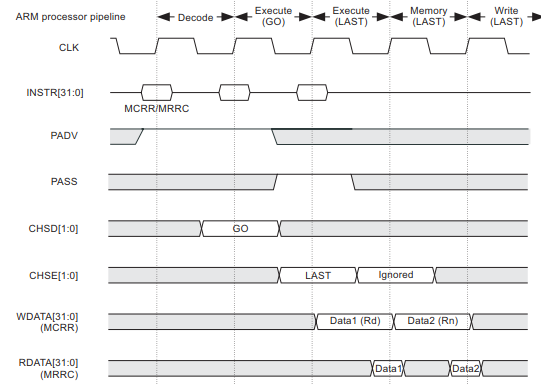 ARM processor pipeline
Decode
Execute
(GO)
Execute
(LAST)
Memory
(LAST)
Write
(LAST)
CLK
INSTR[31:0]
MCRR/MRRC
PADV
PASS
CHSD[1:0]
GO
CHSE[1:0]
LAST
Ignored
WDATA[31:0]
(MCRR)
Data1 (Rd)
Data2 (Rn)
RDATA[31:0]
(MRRC)
Data1
Data2